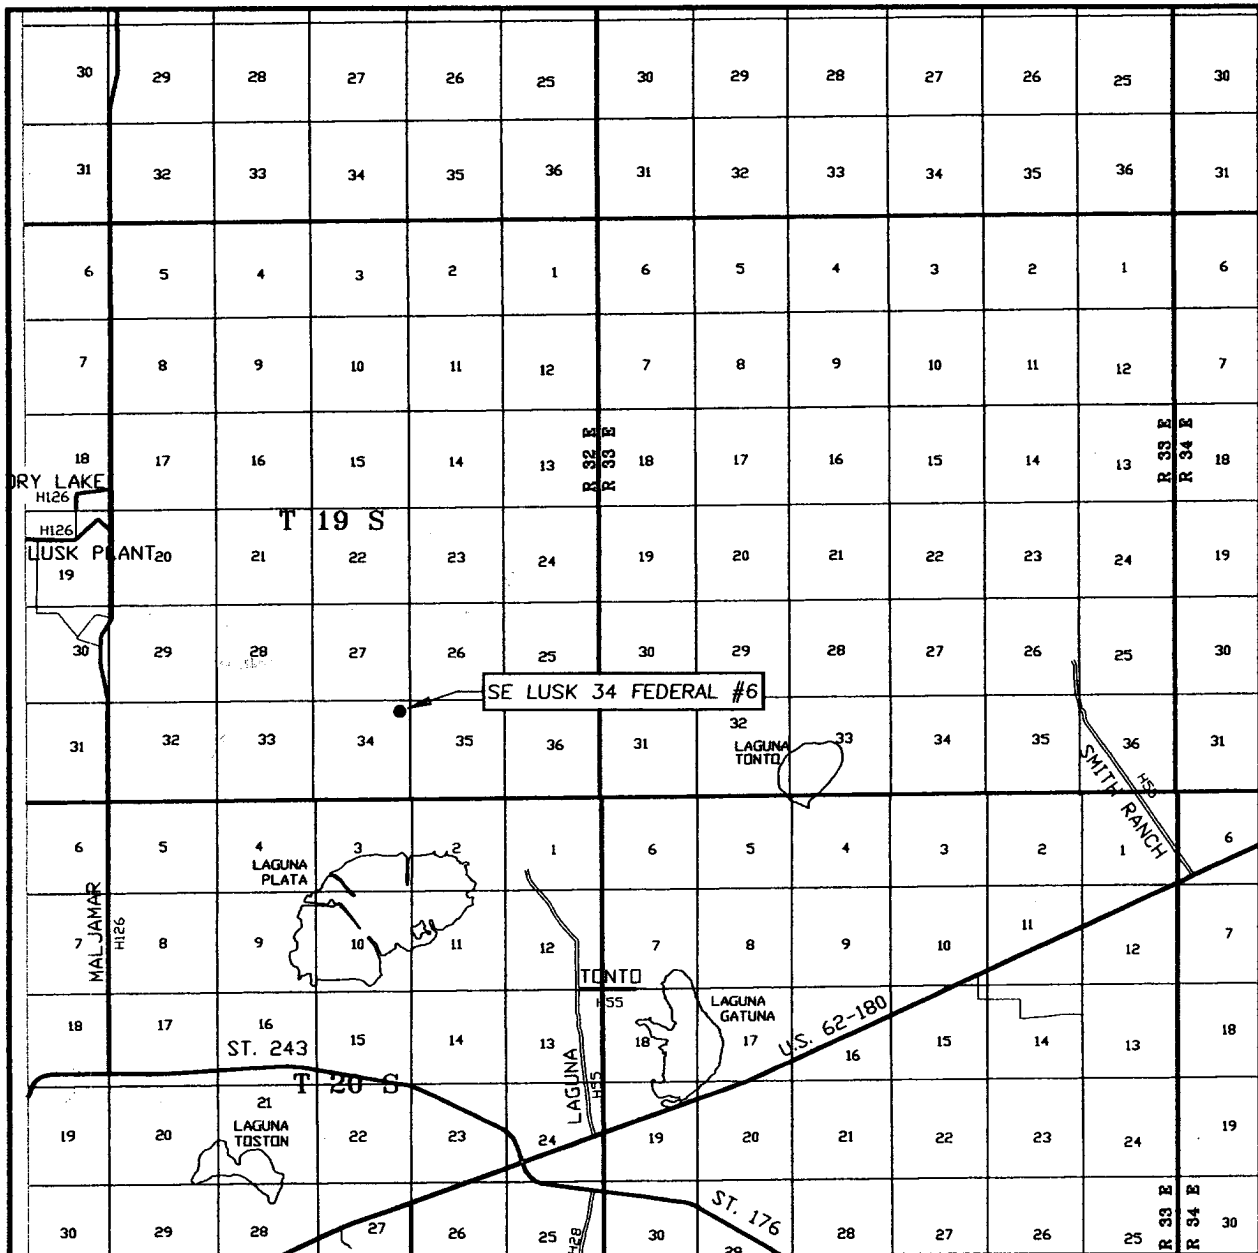 30 29 28 27 26 25 30 29 28 27 26 25 30
31 32 33 34 35 36 31 32 33 34 35 36 31
6 5 4 3 2 1 6 5 4 3 2 1 6
7 8 9 10 11 12 7 8 9 10 11 12 7
R 32 E
R 33 E
R 33 E
R 34 E
18 17 16 15 14 13 18 17 16 15 14 13 18
DRY LAKE
H126
T 19 S
H126
LUSK PLANT
19 20 21 22 23 24 19 20 21 22 23 24 19
30 29 28 27 26 25 30 29 28 27 26 25 30
SE LUSK 34 FEDERAL #6
31 32 33 34 35 36 31 32 33 34 35 36 31
LAGUNA
TONTO
SMITH RANCH
6 5 4 3 2 1 6 5 4 3 2 1 6
LAGUNA
PLATA
MALJAMAR
H126
7 8 9 10 11 12 7 8 9 10 11 12 7
TONTO
H55
LAGUNA
GATUNA
U.S. 62-180
18 17 16 15 14 13 18 17 16 15 14 13 18
ST. 243
LAGUNA
H55
T 20 S
21
LAGUNA
TOSTON
19 20 22 23 24 19 20 21 22 23 24 19
ST. 176
R 33 E
R 34 E
30 29 28 27 26 25 30 29 28 27 26 25 30
H28